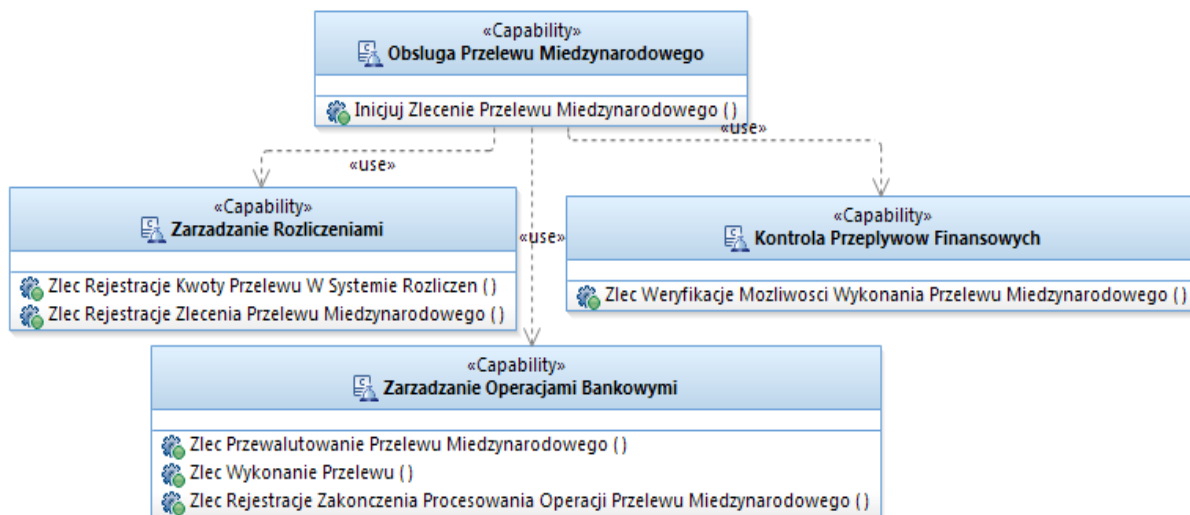 «Capability»
Obsluga Przelewu Miedzynarodowego
Inicjuj Zlecenie Przelewu Miedzynarodowego ( )
«use»
«use»
«Capability»
Zarzadzanie Rozliczeniami
Zlec Rejestracje Kwoty Przelewu W Systemie Rozliczen ( )
Zlec Rejestracje Zlecenia Przelewu Miedzynarodowego ( )
«use»
«Capability»
Kontrola Przeplywow Finansowych
Zlec Weryfikacje Mozliwosci Wykonania Przelewu Miedzynarodowego ( )
«Capability»
Zarzadzanie Operacjami Bankowymi
Zlec Przewalutowanie Przelewu Miedzynarodowego ( )
Zlec Wykonanie Przelewu ( )
Zlec Rejestracje Zakonczenia Procesowania Operacji Przelewu Miedzynarodowego ( )